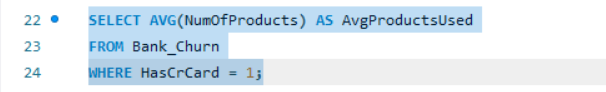 22 SELECT AVG(NumOfProducts) AS AvgProductsUsed
23 FROM Bank_Churn
24 WHERE HasCrCard = 1;